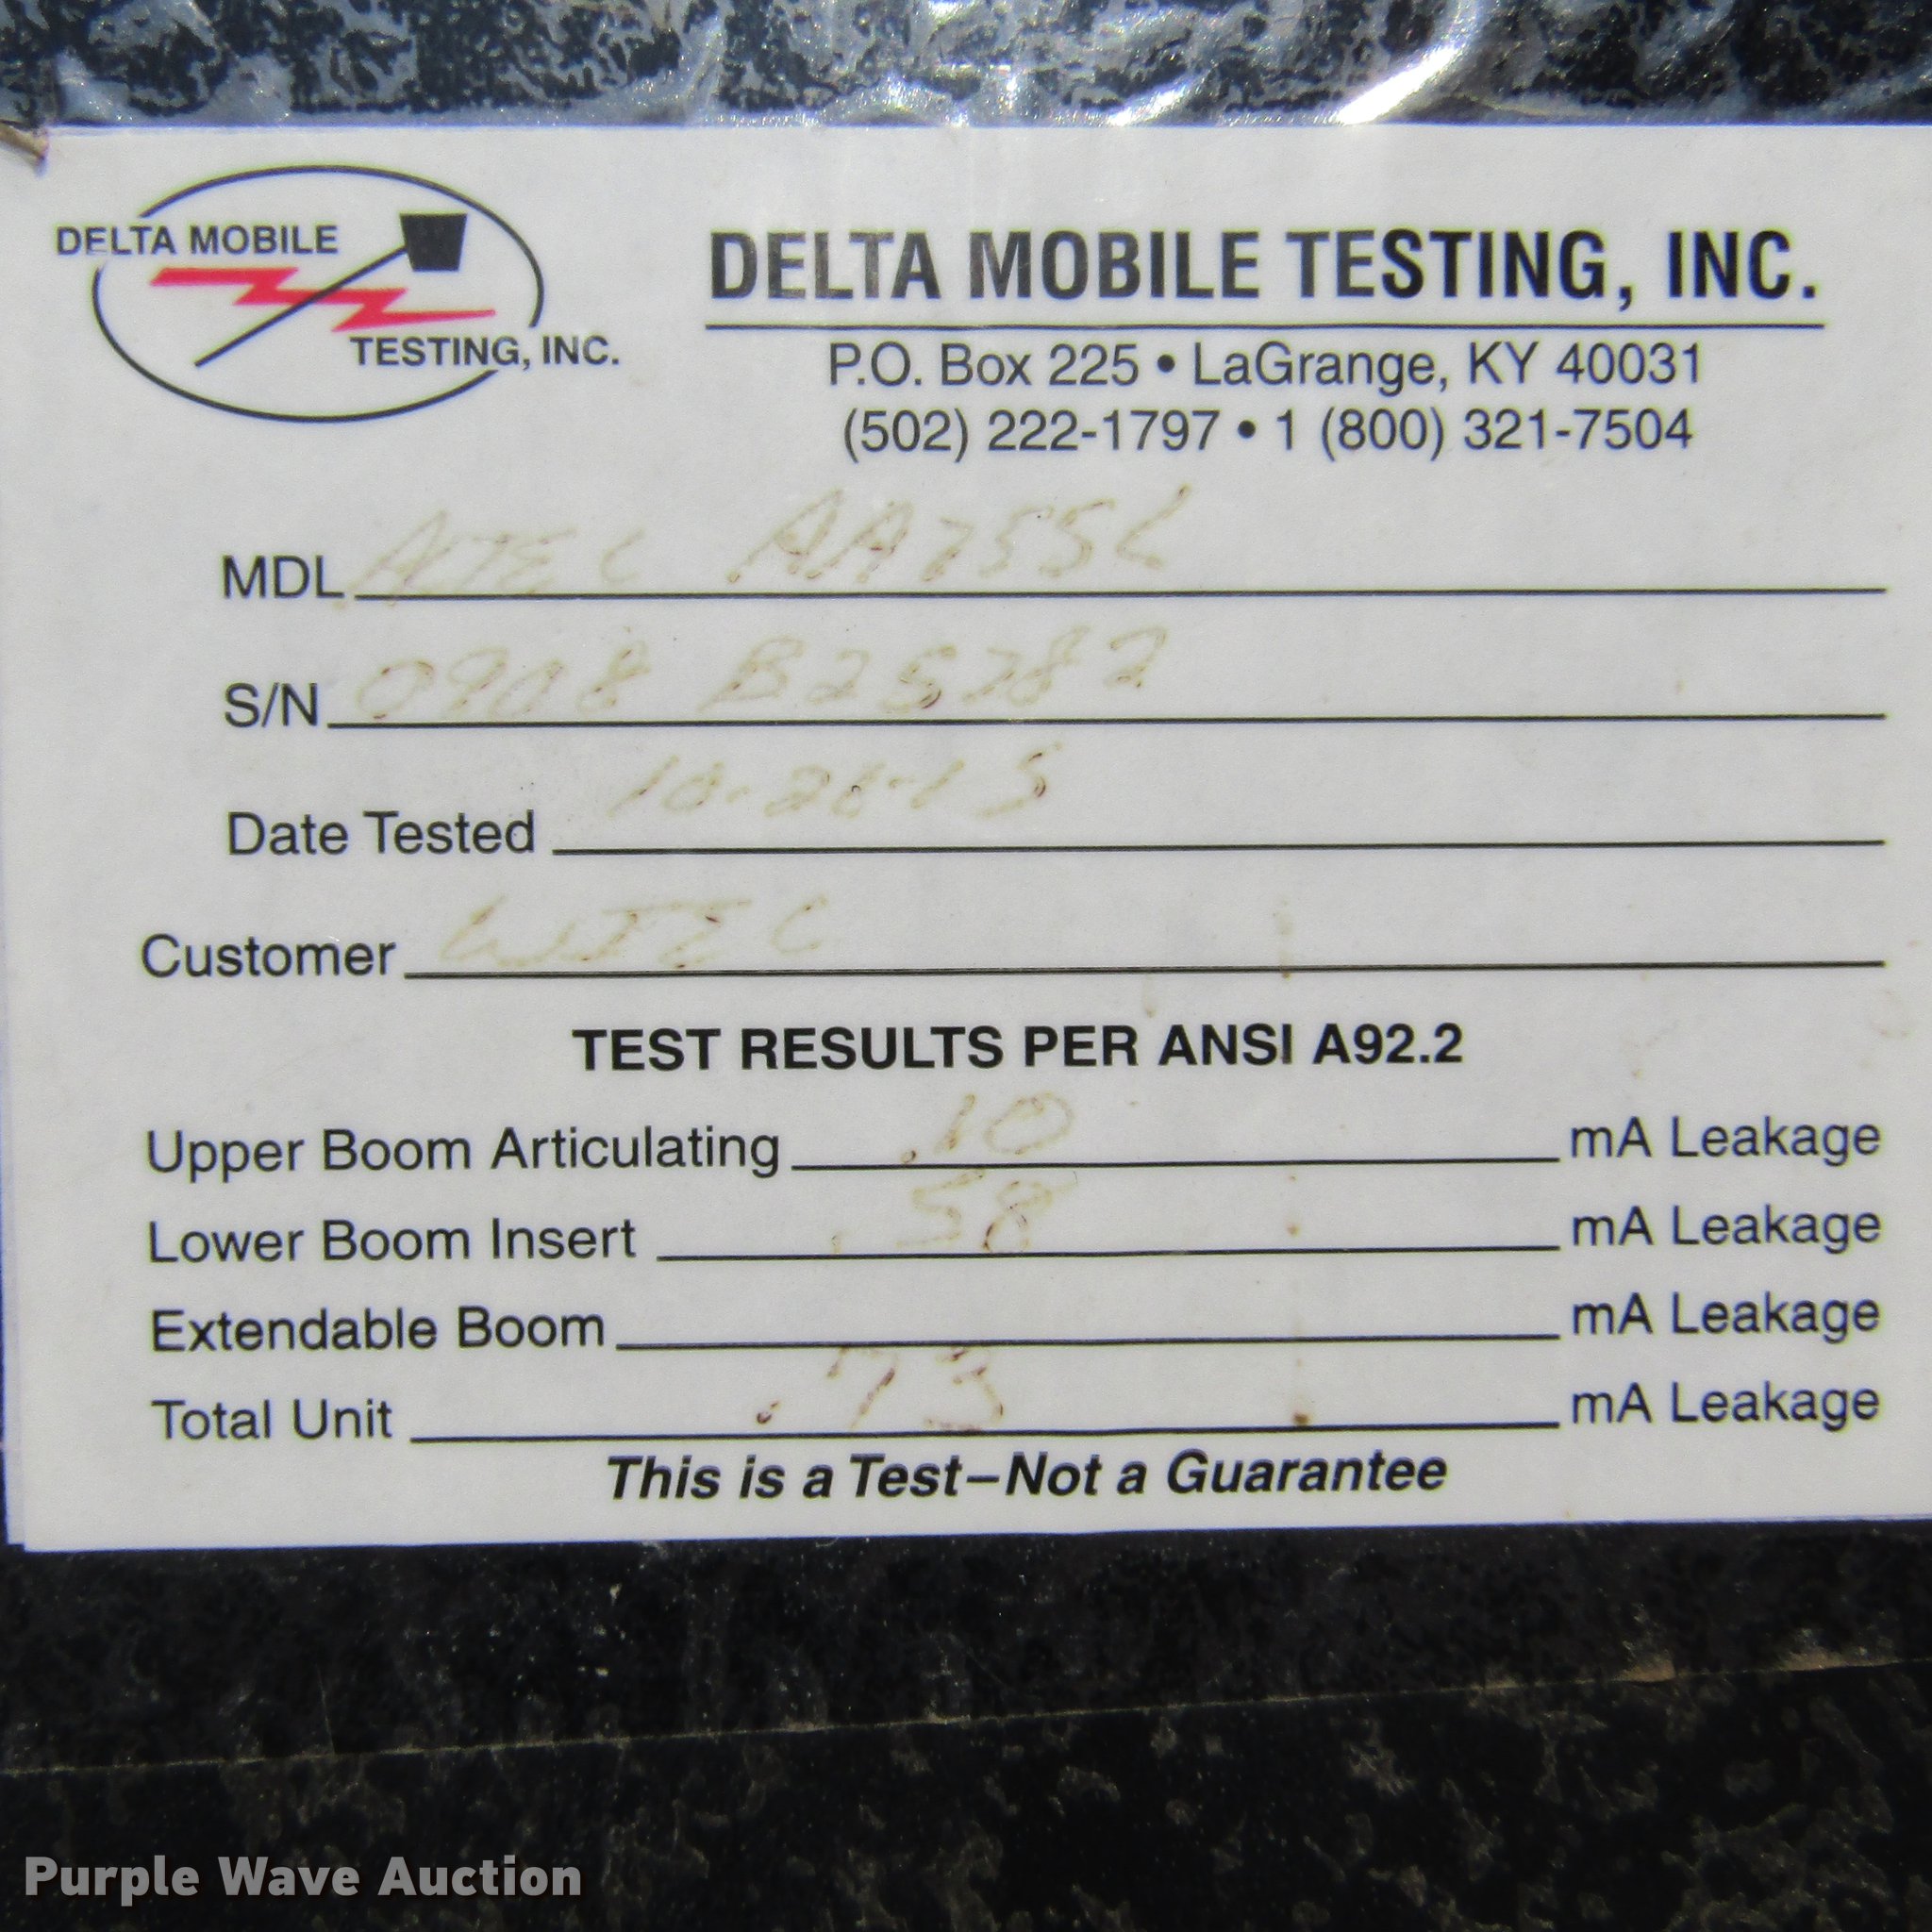 DELTA MOBILE
TESTING, INC.
DELTA MOBILE TESTING, INC.
P.O. Box 225 • LaGrange, KY 40031
(502) 222-1797 • 1 (800) 321-7504
MDL ALTEC AA755L
S/N 0908 B25282
Date Tested 10-26-15
Customer
TEST RESULTS PER ANSI A92.2
Upper Boom Articulating .10 mA Leakage
Lower Boom Insert .58 mA Leakage
Extendable Boom mA Leakage
Total Unit .73 mA Leakage
This is a Test–Not a Guarantee
Purple Wave Auction